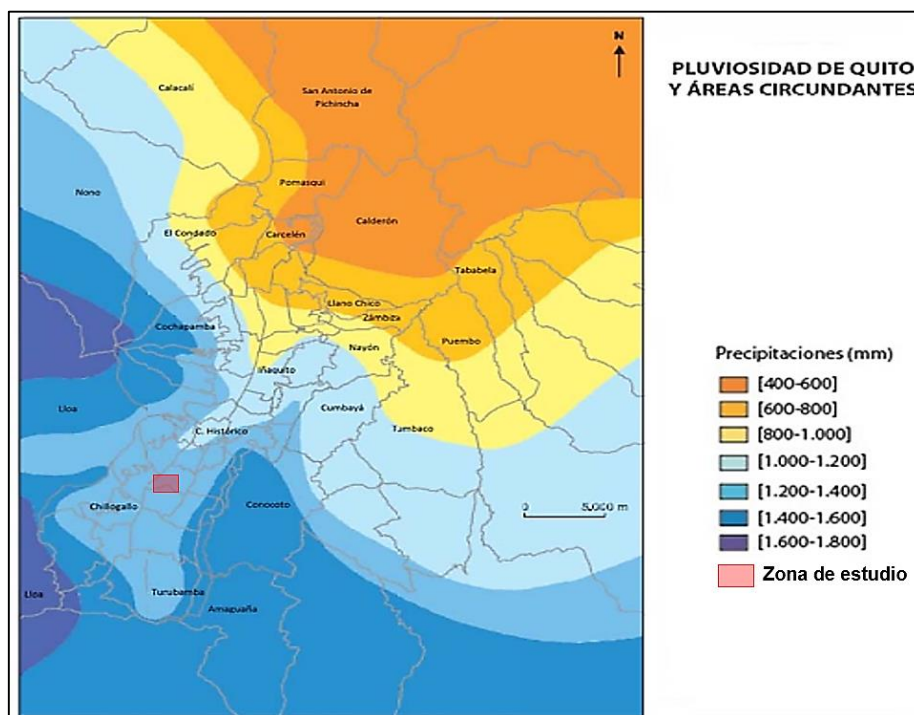 PLUVIOSIDAD DE QUITO
Y ÁREAS CIRCUNDANTES
N
Calacalí
San Antonio de
Pichincha
Nono
Pomasqui
El Condado
Carcelén
Calderón
Tababela
Llano Chico
Zámbiza
Cochapamba
Nayón
Puembo
Iñaquito
Lloa
Cumbayá
Tumbaco
C. Histórico
Chillogallo
Conocoto
0 5,000 m
Lloa
Turubamba
Amaguaña
Precipitaciones (mm)
[400-600]
[600-800]
[800-1.000]
[1.000-1.200]
[1.200-1.400]
[1.400-1.600]
[1.600-1.800]
Zona de estudio